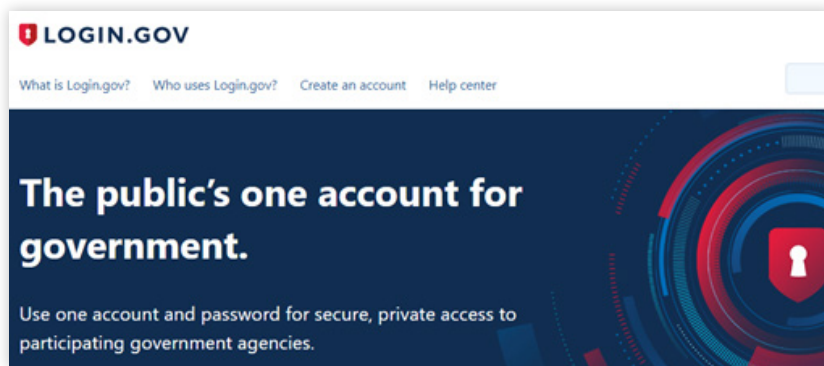 LOGIN.GOV
What is Login.gov? Who uses Login.gov? Create an account Help center
The public’s one account for
government.
Use one account and password for secure, private access to
participating government agencies.